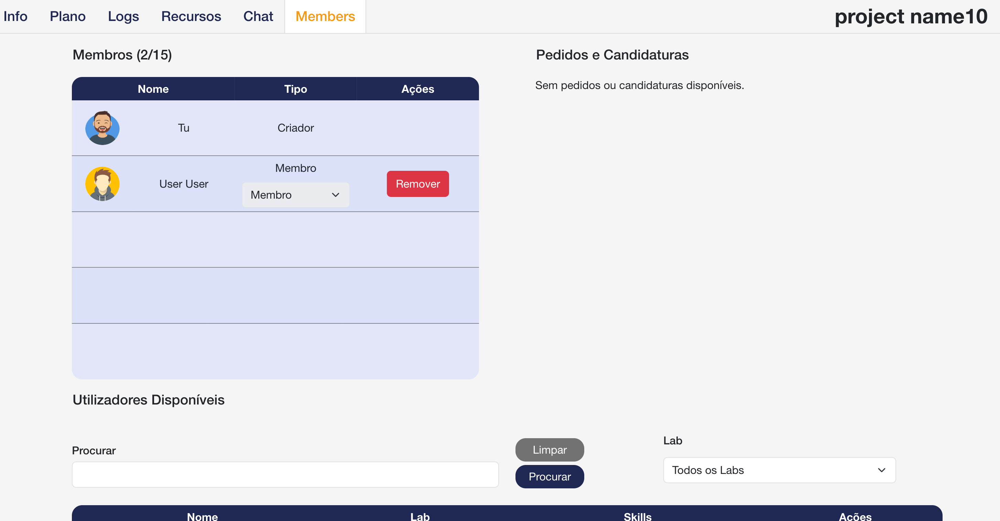 Info Plano Logs Recursos Chat Members project name10
Membros (2/15)
Nome Tipo Ações
Tu Criador
User User Membro
Membro
Remover
Pedidos e Candidaturas
Sem pedidos ou candidaturas disponíveis.
Utilizadores Disponíveis
Procurar
Limpar
Procurar
Lab
Todos os Labs
Nome Lab Skills Ações